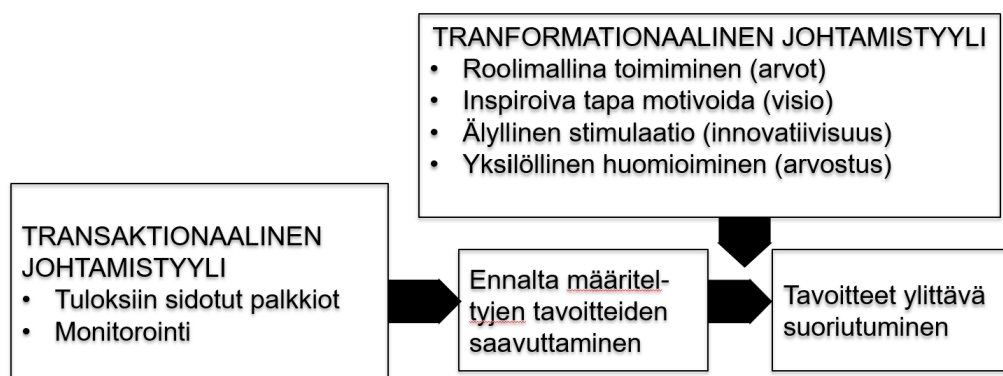 TRANFORMATIONAALINEN JOHTAMISTYYLI
• Roolimallina toimiminen (arvot)
• Inspiroiva tapa motivoida (visio)
• Älyllinen stimulaatio (innovatiivisuus)
• Yksilöllinen huomioiminen (arvostus)
TRANSAKTIONAALINEN
JOHTAMISTYYLI
• Tuloksiin sidotut palkkiot
• Monitorointi
Ennalta määritel-
tyjen tavoitteiden
saavuttaminen
Tavoitteet ylittävä
suoriutuminen